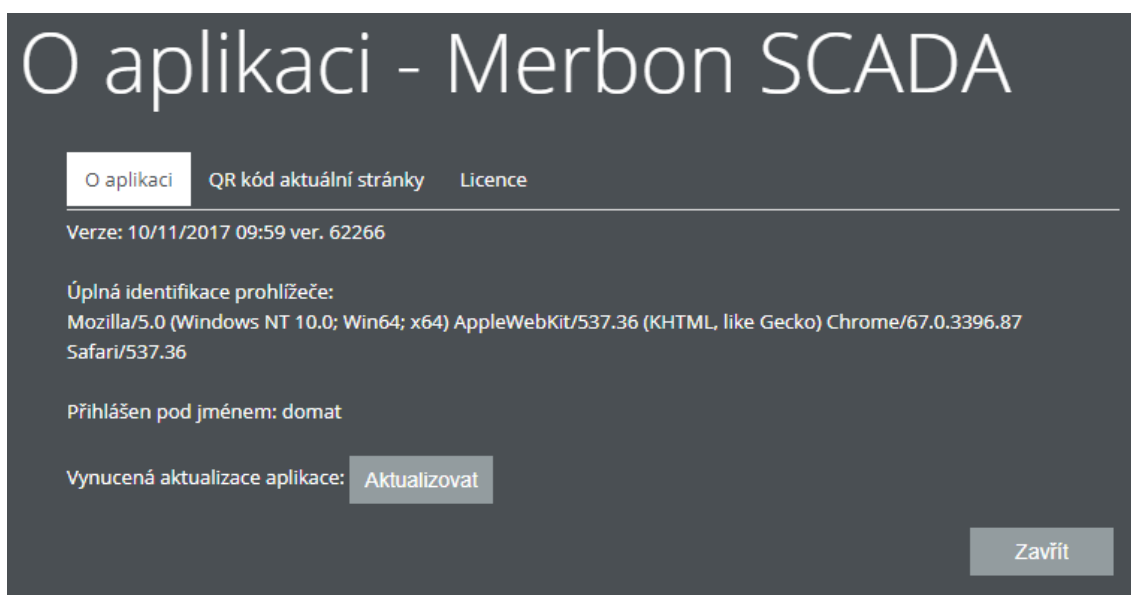 O aplikaci - Merbon SCADA
O aplikaci QR kód aktuální stránky Licence
Verze: 10/11/2017 09:59 ver. 62266
Úplná identifikace prohlížeče:
Mozilla/5.0 (Windows NT 10.0; Win64; x64) AppleWebKit/537.36 (KHTML, like Gecko) Chrome/67.0.3396.87
Safari/537.36
Přihlášen pod jménem: domat
Vynucená aktualizace aplikace: Aktualizovat
Zavřít